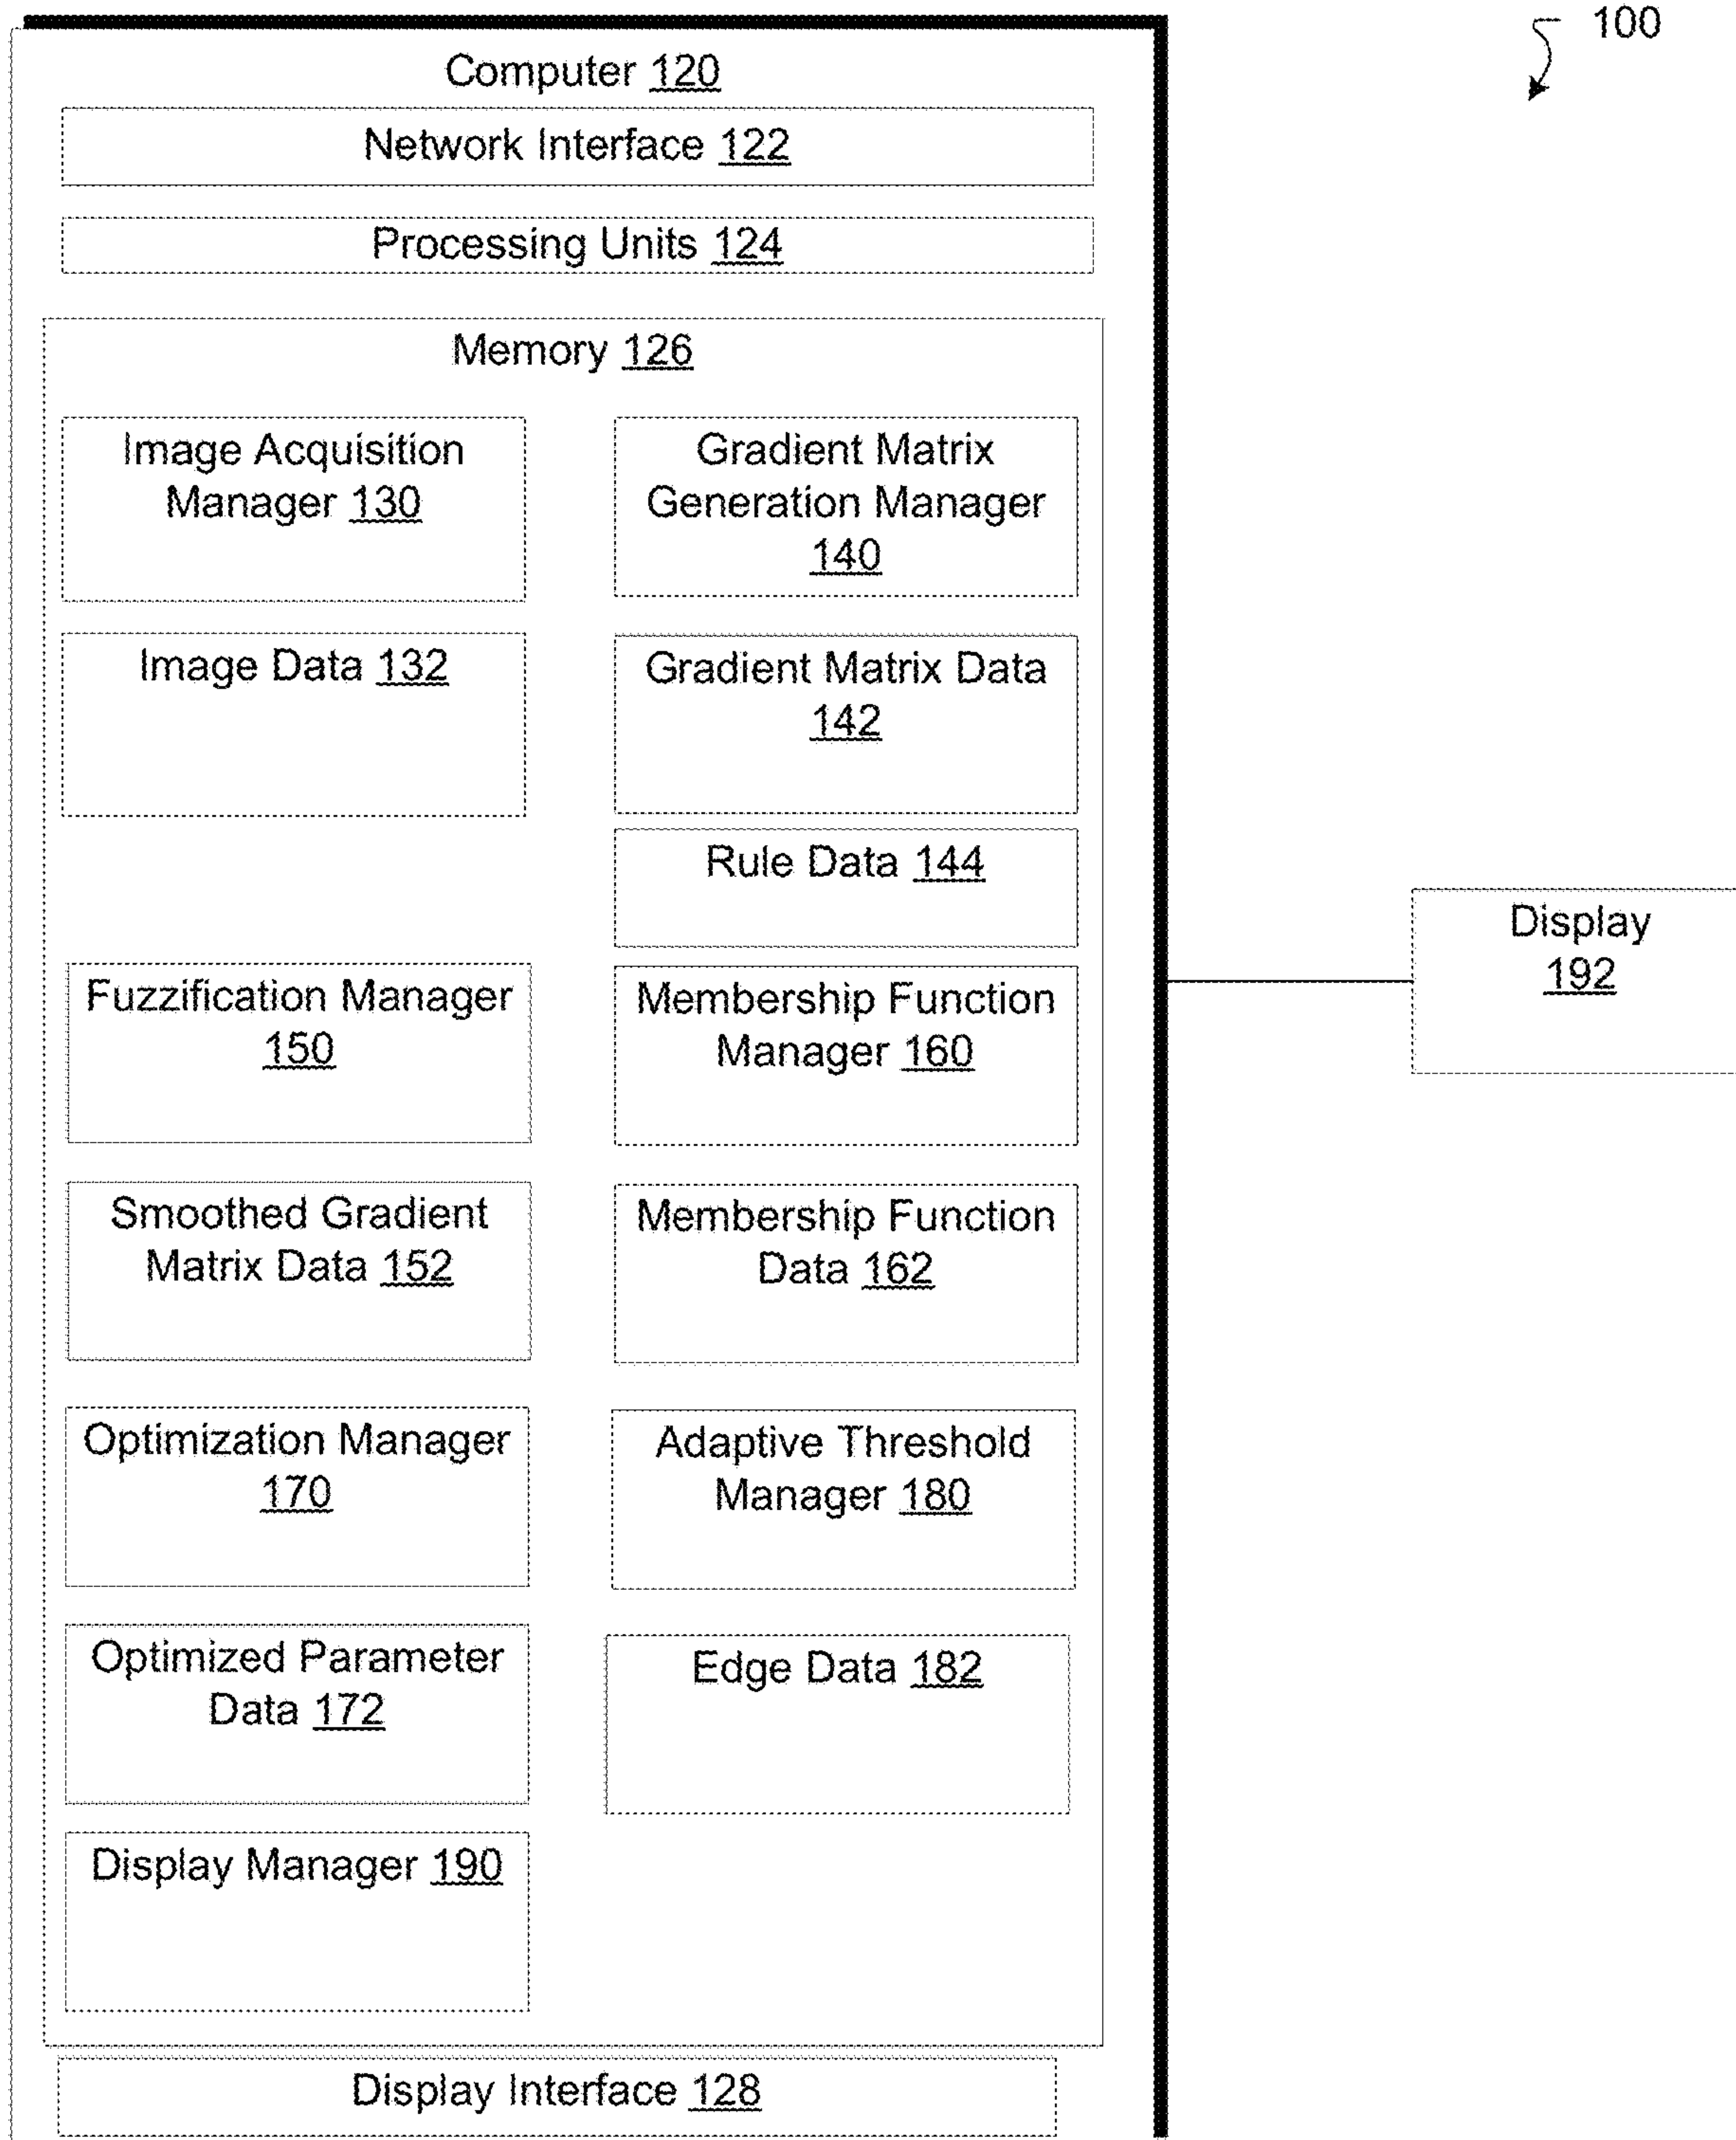 100
Computer 120
Network Interface 122
Processing Units 124
Memory 126
Image Acquisition
Manager 130
Gradient Matrix
Generation Manager
140
Image Data 132
Gradient Matrix Data
142
Rule Data 144
Display
192
Fuzzification Manager
150
Membership Function
Manager 160
Smoothed Gradient
Matrix Data 152
Membership Function
Data 162
Optimization Manager
170
Adaptive Threshold
Manager 180
Optimized Parameter
Data 172
Edge Data 182
Display Manager 190
Display Interface 128